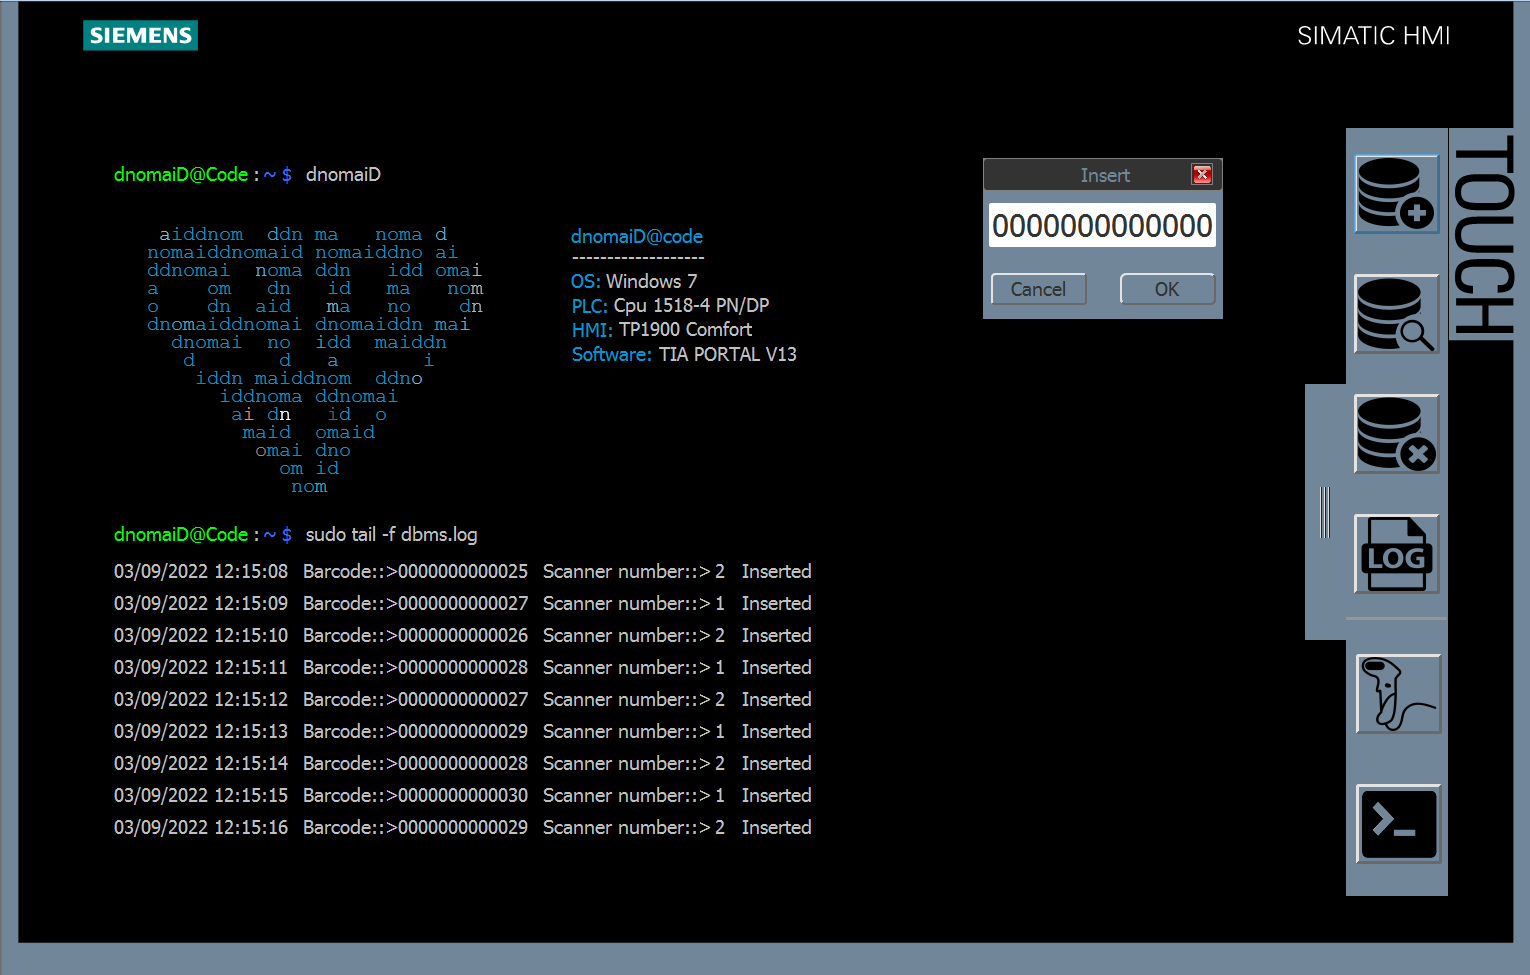 SIEMENS
SIMATIC HMI
TOUCH
dnomaiD@Code : ~ $ dnomaiD
aiddnom ddn ma noma d
nomaiddnomaid nomaiddno ai
ddnomai noma ddn idd omai
a om dn id ma nom
o dn aid ma no dn
dnomaiddnomai dnomaiddn mai
dnomai no idd maiddn
d d a i
iddn maiddnom ddno
iddnoma ddnomai
ai dn id o
maid omaid
omai dno
om id
nom
dnomaiD@code
-------------------
OS: Windows 7
PLC: Cpu 1518-4 PN/DP
HMI: TP1900 Comfort
Software: TIA PORTAL V13
Insert
0000000000000
Cancel OK
dnomaiD@Code : ~ $ sudo tail -f dbms.log
03/09/2022 12:15:08 Barcode::>0000000000025 Scanner number::> 2 Inserted
03/09/2022 12:15:09 Barcode::>0000000000027 Scanner number::> 1 Inserted
03/09/2022 12:15:10 Barcode::>0000000000026 Scanner number::> 2 Inserted
03/09/2022 12:15:11 Barcode::>0000000000028 Scanner number::> 1 Inserted
03/09/2022 12:15:12 Barcode::>0000000000027 Scanner number::> 2 Inserted
03/09/2022 12:15:13 Barcode::>0000000000029 Scanner number::> 1 Inserted
03/09/2022 12:15:14 Barcode::>0000000000028 Scanner number::> 2 Inserted
03/09/2022 12:15:15 Barcode::>0000000000030 Scanner number::> 1 Inserted
03/09/2022 12:15:16 Barcode::>0000000000029 Scanner number::> 2 Inserted
LOG